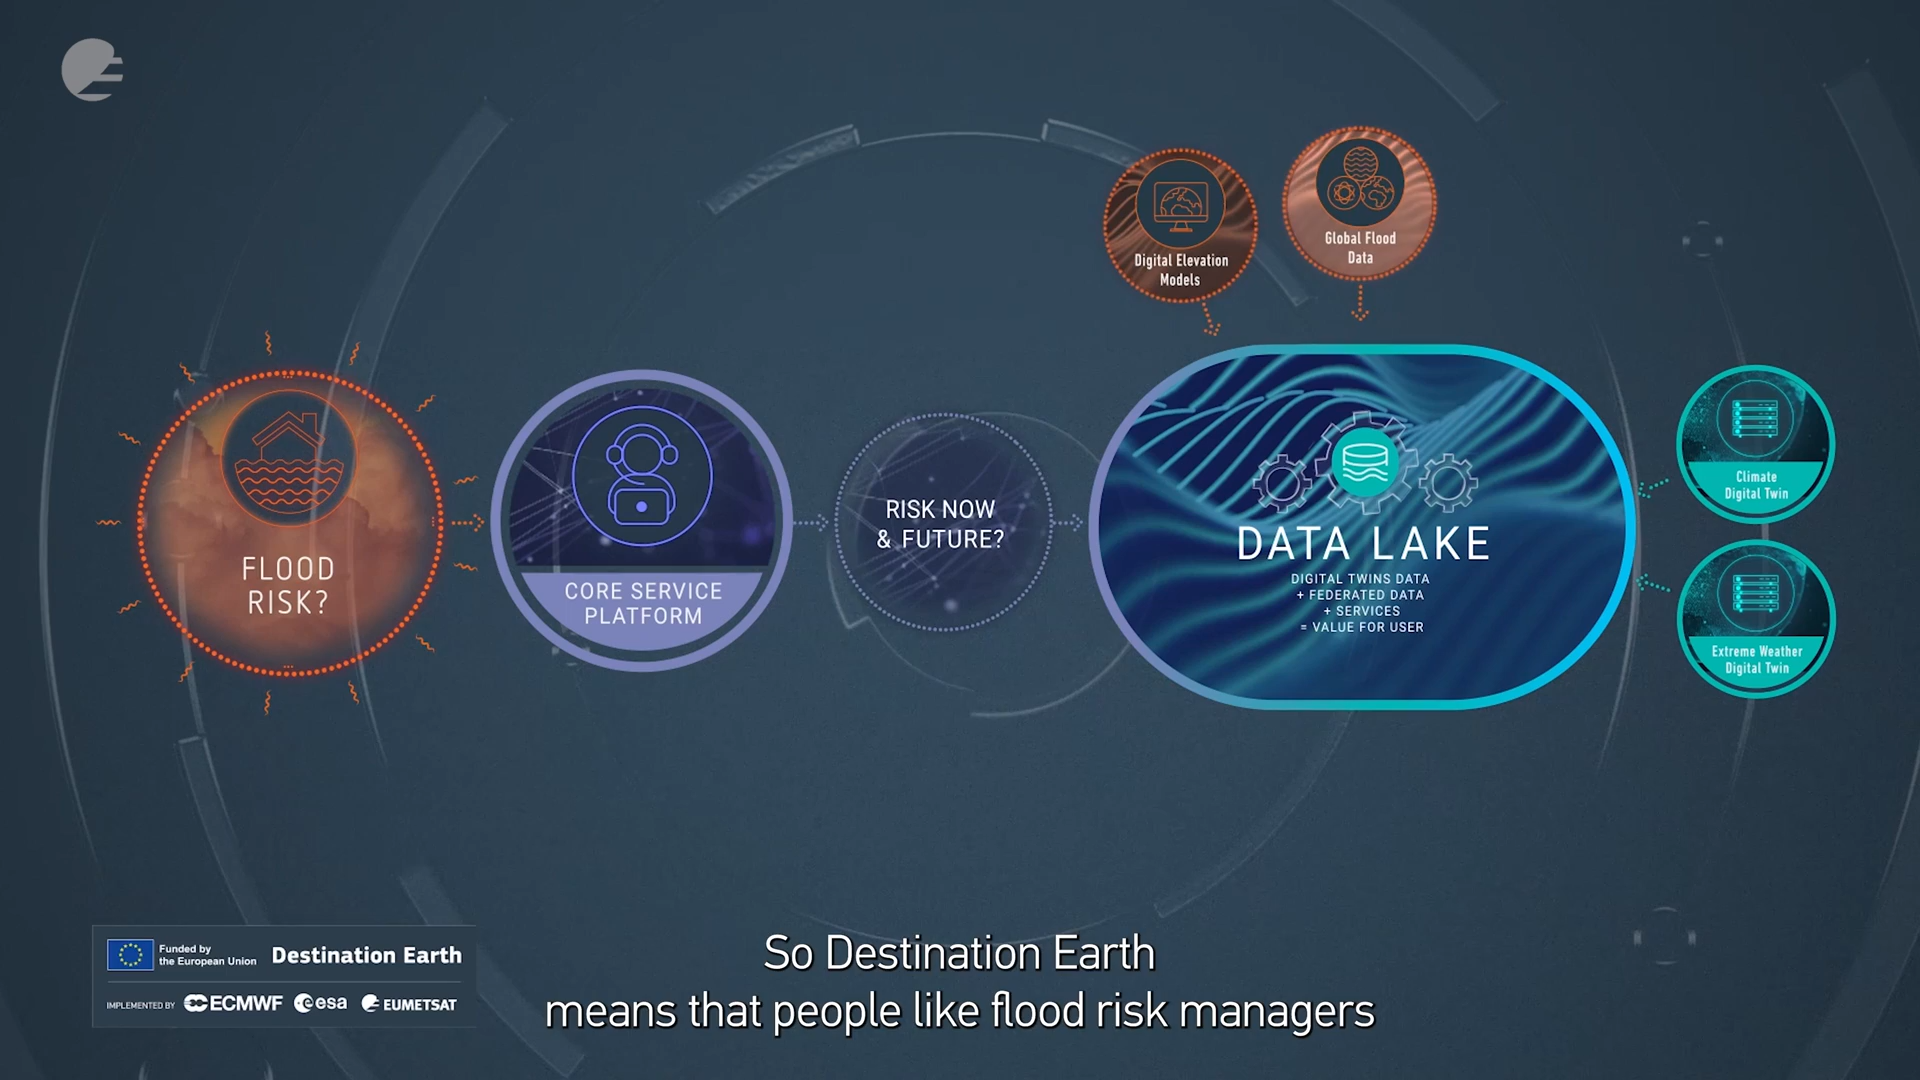 Digital Elevation
Models
Global Flood
Data
FLOOD
RISK?
CORE SERVICE
PLATFORM
RISK NOW
& FUTURE?
DATA LAKE
DIGITAL TWINS DATA
+ FEDERATED DATA
+ SERVICES
= VALUE FOR USER
Climate
Digital Twin
Extreme Weather
Digital Twin
Funded by
the European Union
Destination Earth
IMPLEMENTED BY ECMWF esa EUMETSAT
So Destination Earth
means that people like flood risk managers